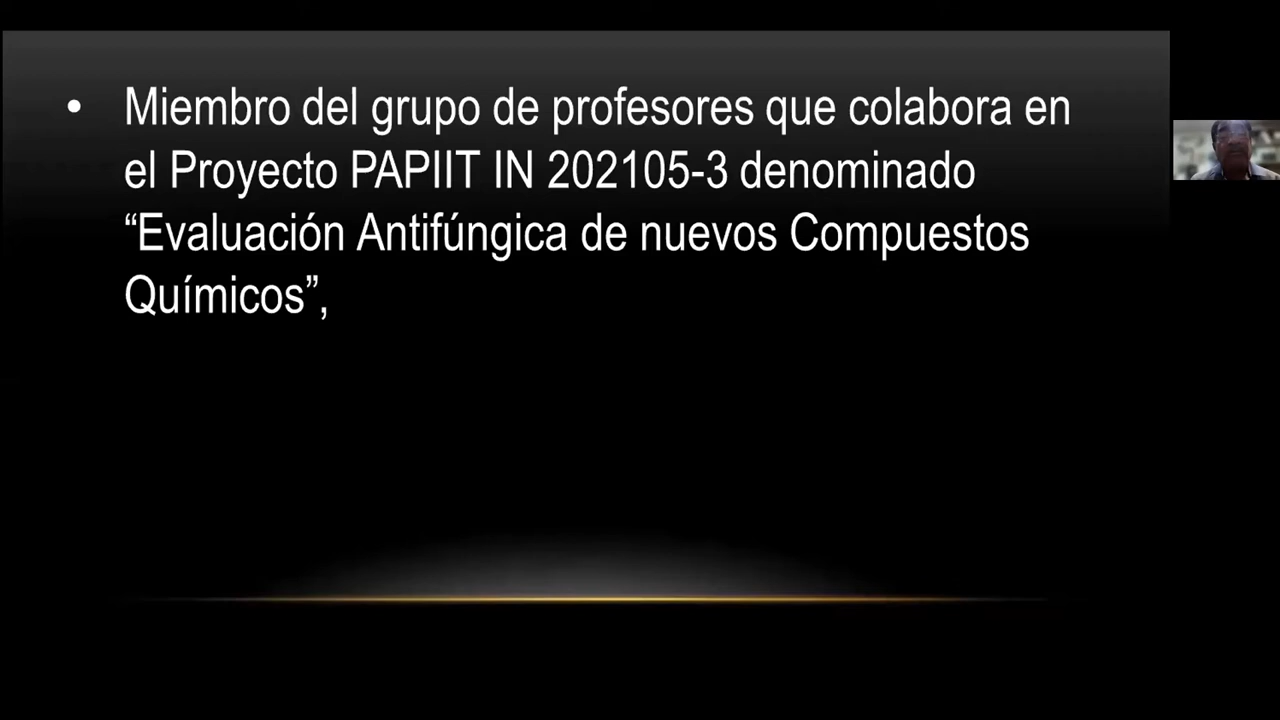 • Miembro del grupo de profesores que colabora en
el Proyecto PAPIIT IN 202105-3 denominado
“Evaluación Antifúngica de nuevos Compuestos
Químicos”,